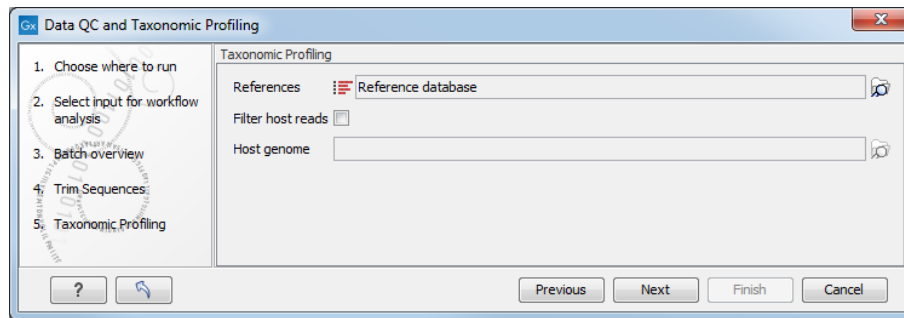 Gx Data QC and Taxonomic Profiling
1. Choose where to run
2. Select input for workflow
analysis
3. Batch overview
4. Trim Sequences
5. Taxonomic Profiling
Taxonomic Profiling
References Reference database
Filter host reads
Host genome
? Previous Next Finish Cancel